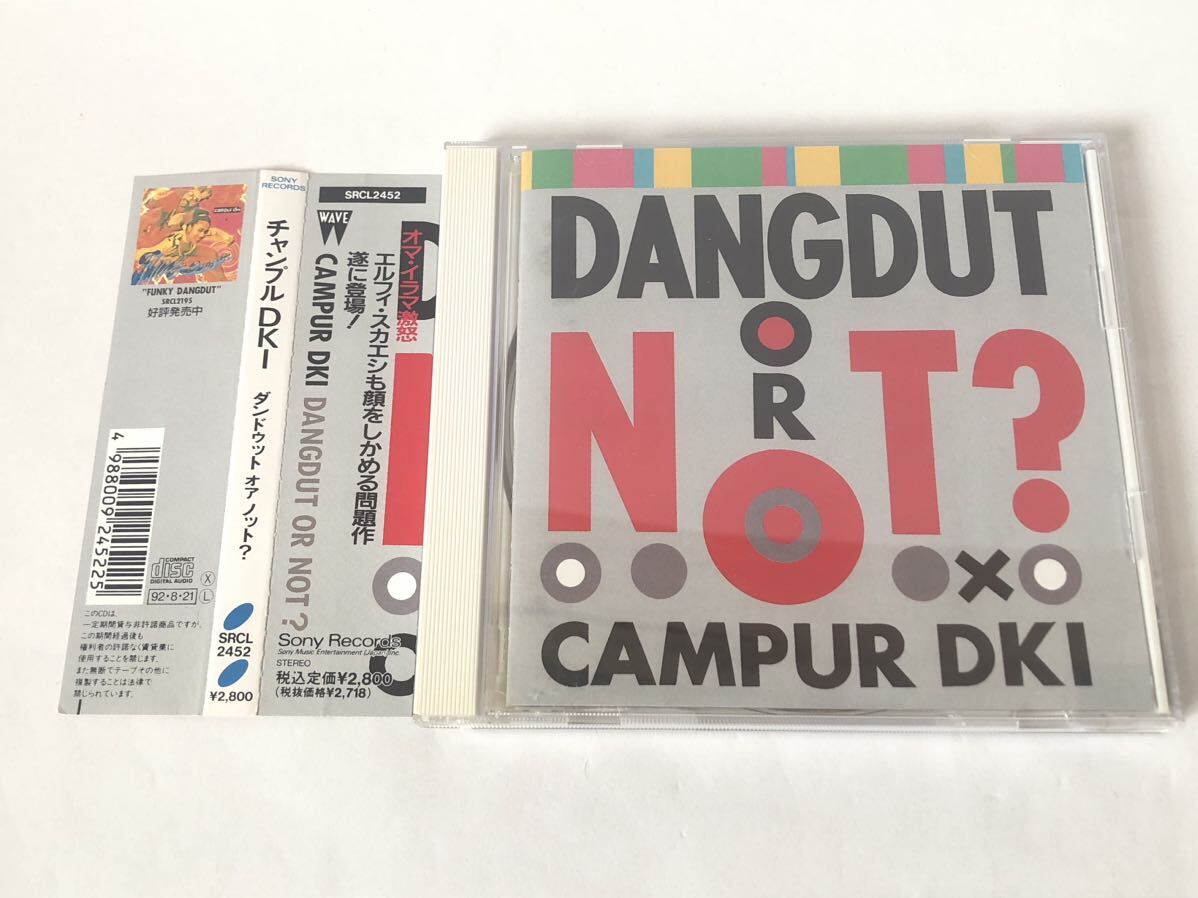 campur dki
"FUNKY DANGDUT"
SRCL2195
好評発売中
4 988009 245225
COMPACT
disc
DIGITAL AUDIO
92・8・21
X
L
このCDは、
一定期間貸与非許諾商品ですが、
この期間経過後も
権利者の許諾なく賃貸業に
使用することを禁じます。
また無断でテープその他に
複製することは法律で
禁じられています。
SONY
RECORDS
チャンプルDKI
ダンドゥット オア ノット?
SRCL
2452
¥2,800
SRCL2452
WAVE
オマ・イラマ激怒
エルフィ・スカエシも顔をしかめる問題作
遂に登場!
CAMPUR DKI DANGDUT OR NOT?
Sony Records
Sony Music Entertainment (Japan) Inc.
STEREO
税込定価¥2,800
(税抜価格¥2,718)
DANGDUT
OR
NOT?
CAMPUR DKI